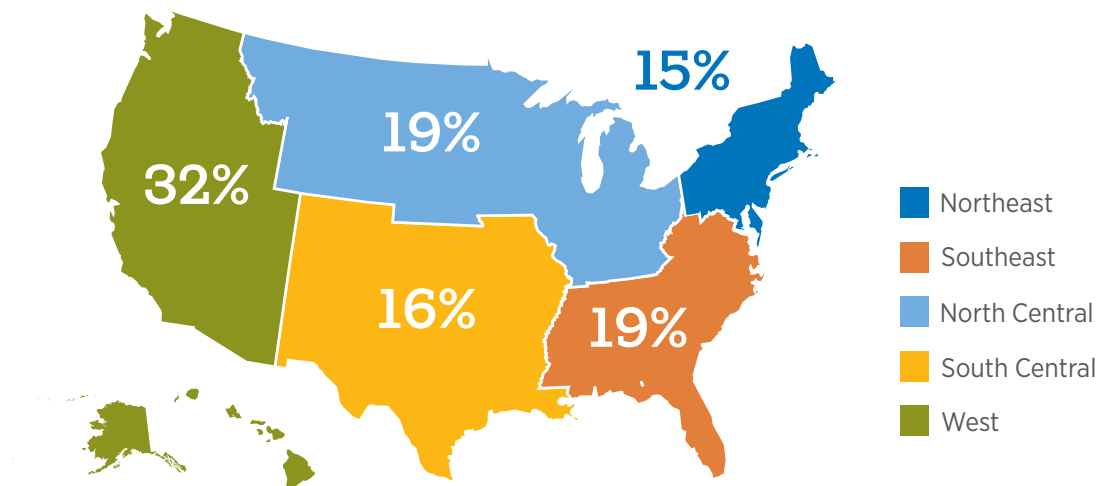 15%
19%
32%
16%
19%
Northeast
Southeast
North Central
South Central
West